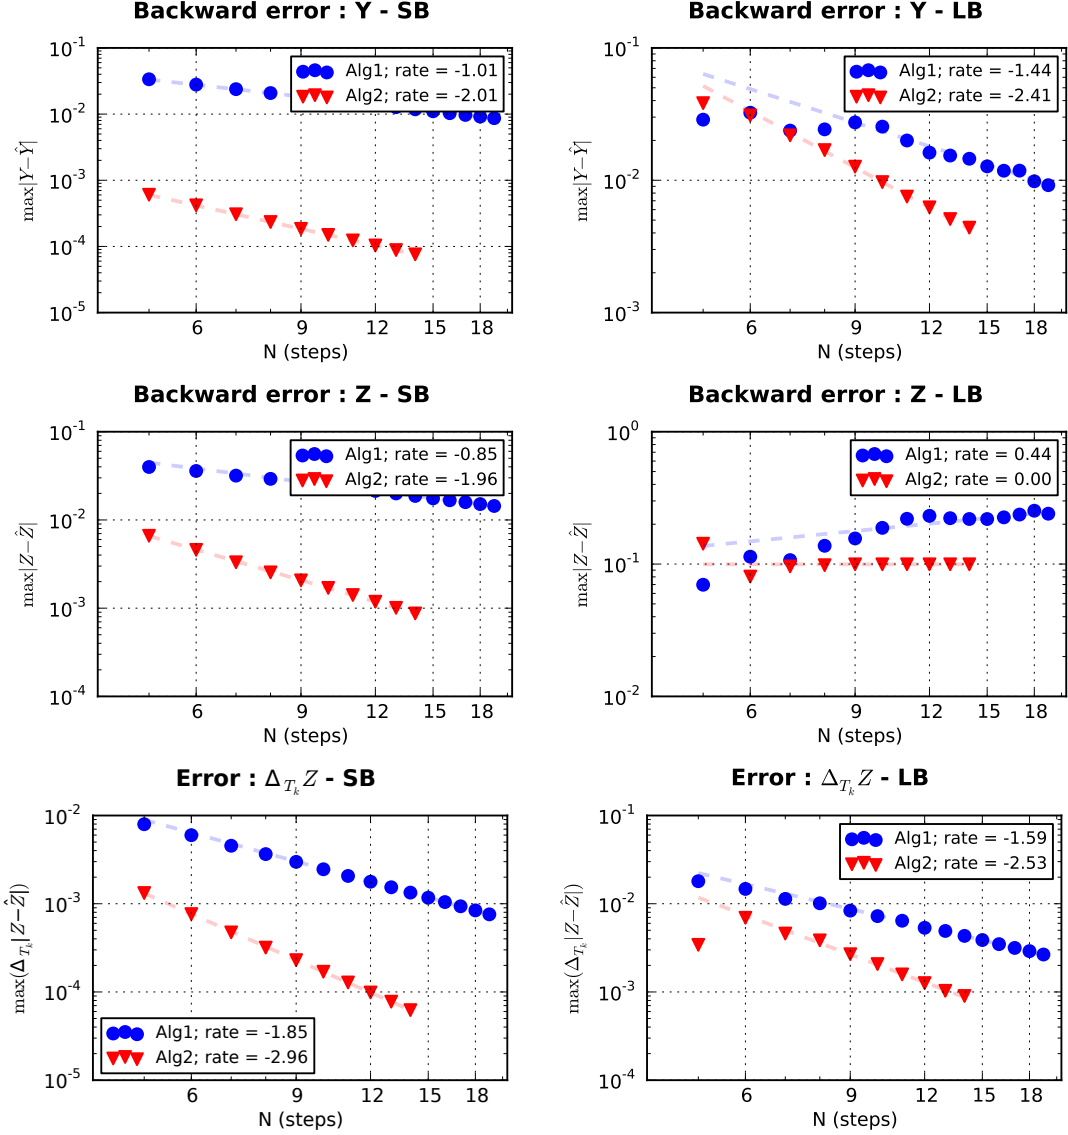 Backward error : Y - SB
10^-1
10^-2
10^-3
10^-4
10^-5
max|Y−Ŷ|
Alg1; rate = -1.01
Alg2; rate = -2.01
6 9 12 15 18
N (steps)
Backward error : Y - LB
10^-1
10^-2
10^-3
max|Y−Ŷ|
Alg1; rate = -1.44
Alg2; rate = -2.41
6 9 12 15 18
N (steps)
Backward error : Z - SB
10^-1
10^-2
10^-3
10^-4
max|Z−Ẑ|
Alg1; rate = -0.85
Alg2; rate = -1.96
6 9 12 15 18
N (steps)
Backward error : Z - LB
10^0
10^-1
10^-2
max|Z−Ẑ|
Alg1; rate = 0.44
Alg2; rate = 0.00
6 9 12 15 18
N (steps)
Error : Δ_{T_k} Z - SB
10^-2
10^-3
10^-4
10^-5
max(Δ_{T_k}|Z−Ẑ|)
Alg1; rate = -1.85
Alg2; rate = -2.96
6 9 12 15 18
N (steps)
Error : Δ_{T_k} Z - LB
10^-1
10^-2
10^-3
10^-4
max(Δ_{T_k}|Z−Ẑ|)
Alg1; rate = -1.59
Alg2; rate = -2.53
6 9 12 15 18
N (steps)